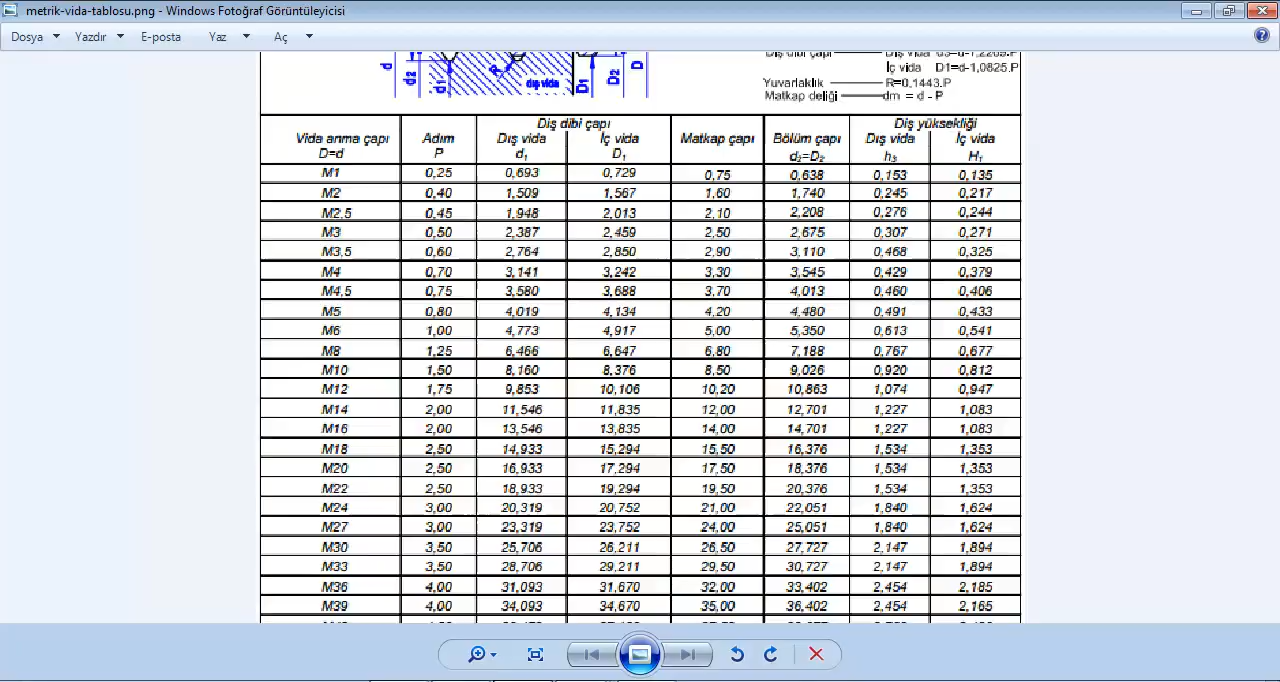 metrik-vida-tablosu.png - Windows Fotoğraf Görüntüleyicisi
Dosya Yazdır E-posta Yaz Aç
d d2 d1 R dış vida D1 D2 D
İç vida D1=d-1,0825.P
Yuvarlaklık R=0,1443.P
Matkap deliği dm = d - P
Diş dibi çapı Diş yüksekliği
Vida anma çapı Adım Dış vida İç vida Matkap çapı Bölüm çapı Dış vida İç vida
D=d P d1 D1 d2=D2 h3 H1
M1 0,25 0,693 0,729 0,75 0,638 0,153 0,135
M2 0,40 1,509 1,567 1,60 1,740 0,245 0,217
M2,5 0,45 1,948 2,013 2,10 2,208 0,276 0,244
M3 0,50 2,387 2,459 2,50 2,675 0,307 0,271
M3,5 0,60 2,764 2,850 2,90 3,110 0,468 0,325
M4 0,70 3,141 3,242 3,30 3,545 0,429 0,379
M4,5 0,75 3,580 3,688 3,70 4,013 0,460 0,406
M5 0,80 4,019 4,134 4,20 4,480 0,491 0,433
M6 1,00 4,773 4,917 5,00 5,350 0,613 0,541
M8 1,25 6,466 6,647 6,80 7,188 0,767 0,677
M10 1,50 8,160 8,376 8,50 9,026 0,920 0,812
M12 1,75 9,853 10,106 10,20 10,863 1,074 0,947
M14 2,00 11,546 11,835 12,00 12,701 1,227 1,083
M16 2,00 13,546 13,835 14,00 14,701 1,227 1,083
M18 2,50 14,933 15,294 15,50 16,376 1,534 1,353
M20 2,50 16,933 17,294 17,50 18,376 1,534 1,353
M22 2,50 18,933 19,294 19,50 20,376 1,534 1,353
M24 3,00 20,319 20,752 21,00 22,051 1,840 1,624
M27 3,00 23,319 23,752 24,00 25,051 1,840 1,624
M30 3,50 25,706 26,211 26,50 27,727 2,147 1,894
M33 3,50 28,706 29,211 29,50 30,727 2,147 1,894
M36 4,00 31,093 31,670 32,00 33,402 2,454 2,185
M39 4,00 34,093 34,670 35,00 36,402 2,454 2,165